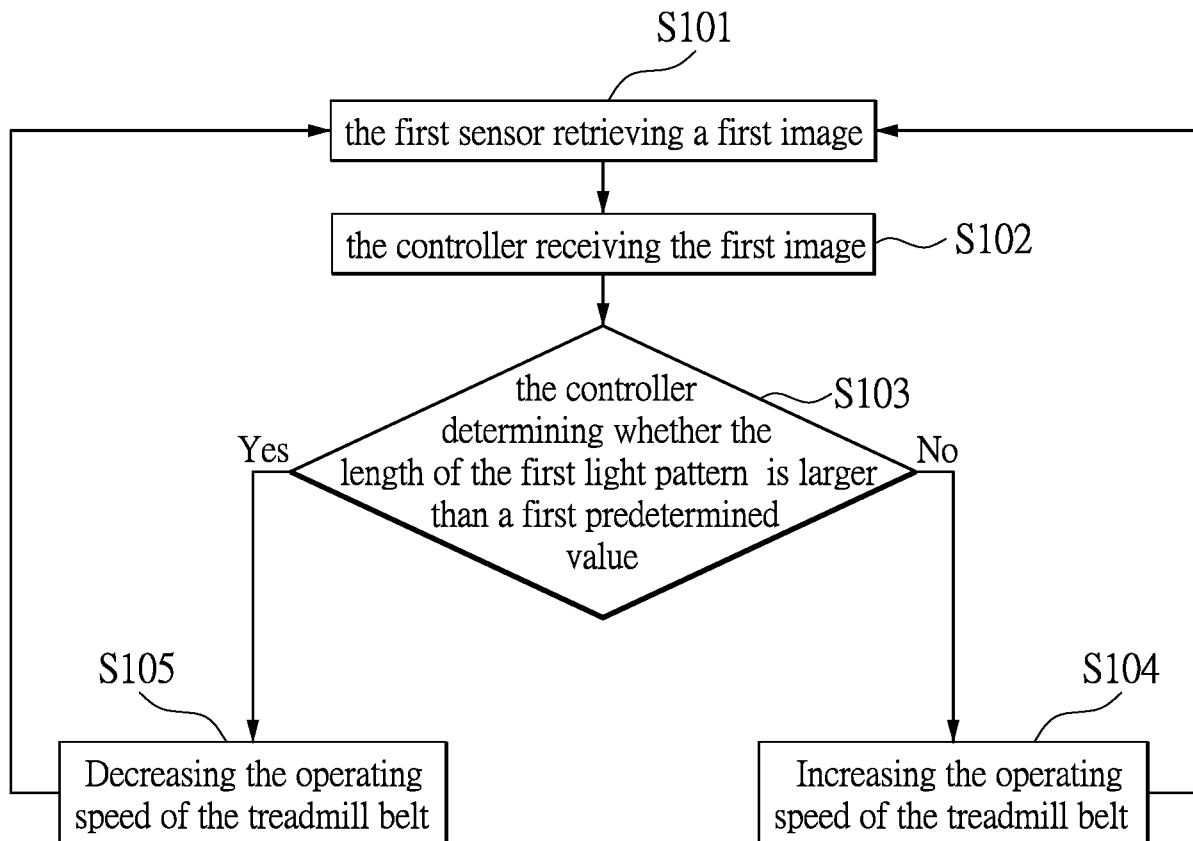 S101
the first sensor retrieving a first image
the controller receiving the first image
S102
the controller
determining whether the
length of the first light pattern is larger
than a first predetermined
value
S103
Yes
No
S105
S104
Decreasing the operating
speed of the treadmill belt
Increasing the operating
speed of the treadmill belt